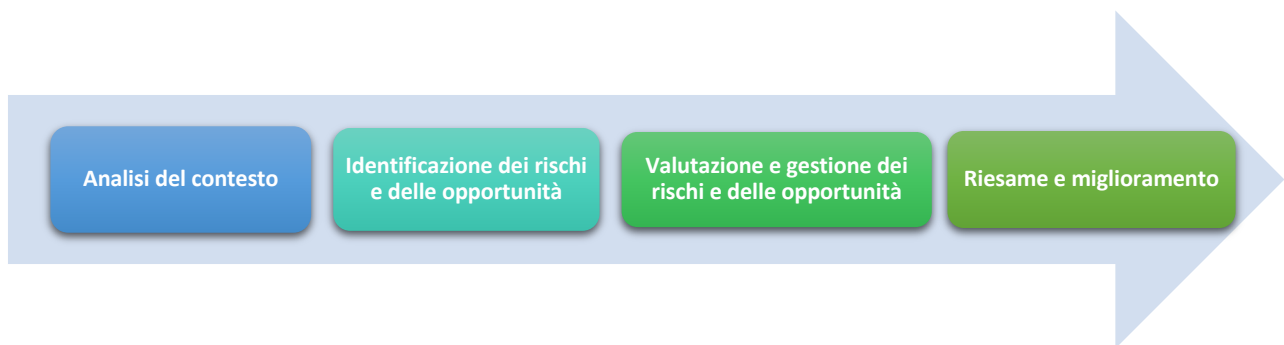 Analisi del contesto
Identificazione dei rischi
e delle opportunità
Valutazione e gestione dei
rischi e delle opportunità
Riesame e miglioramento